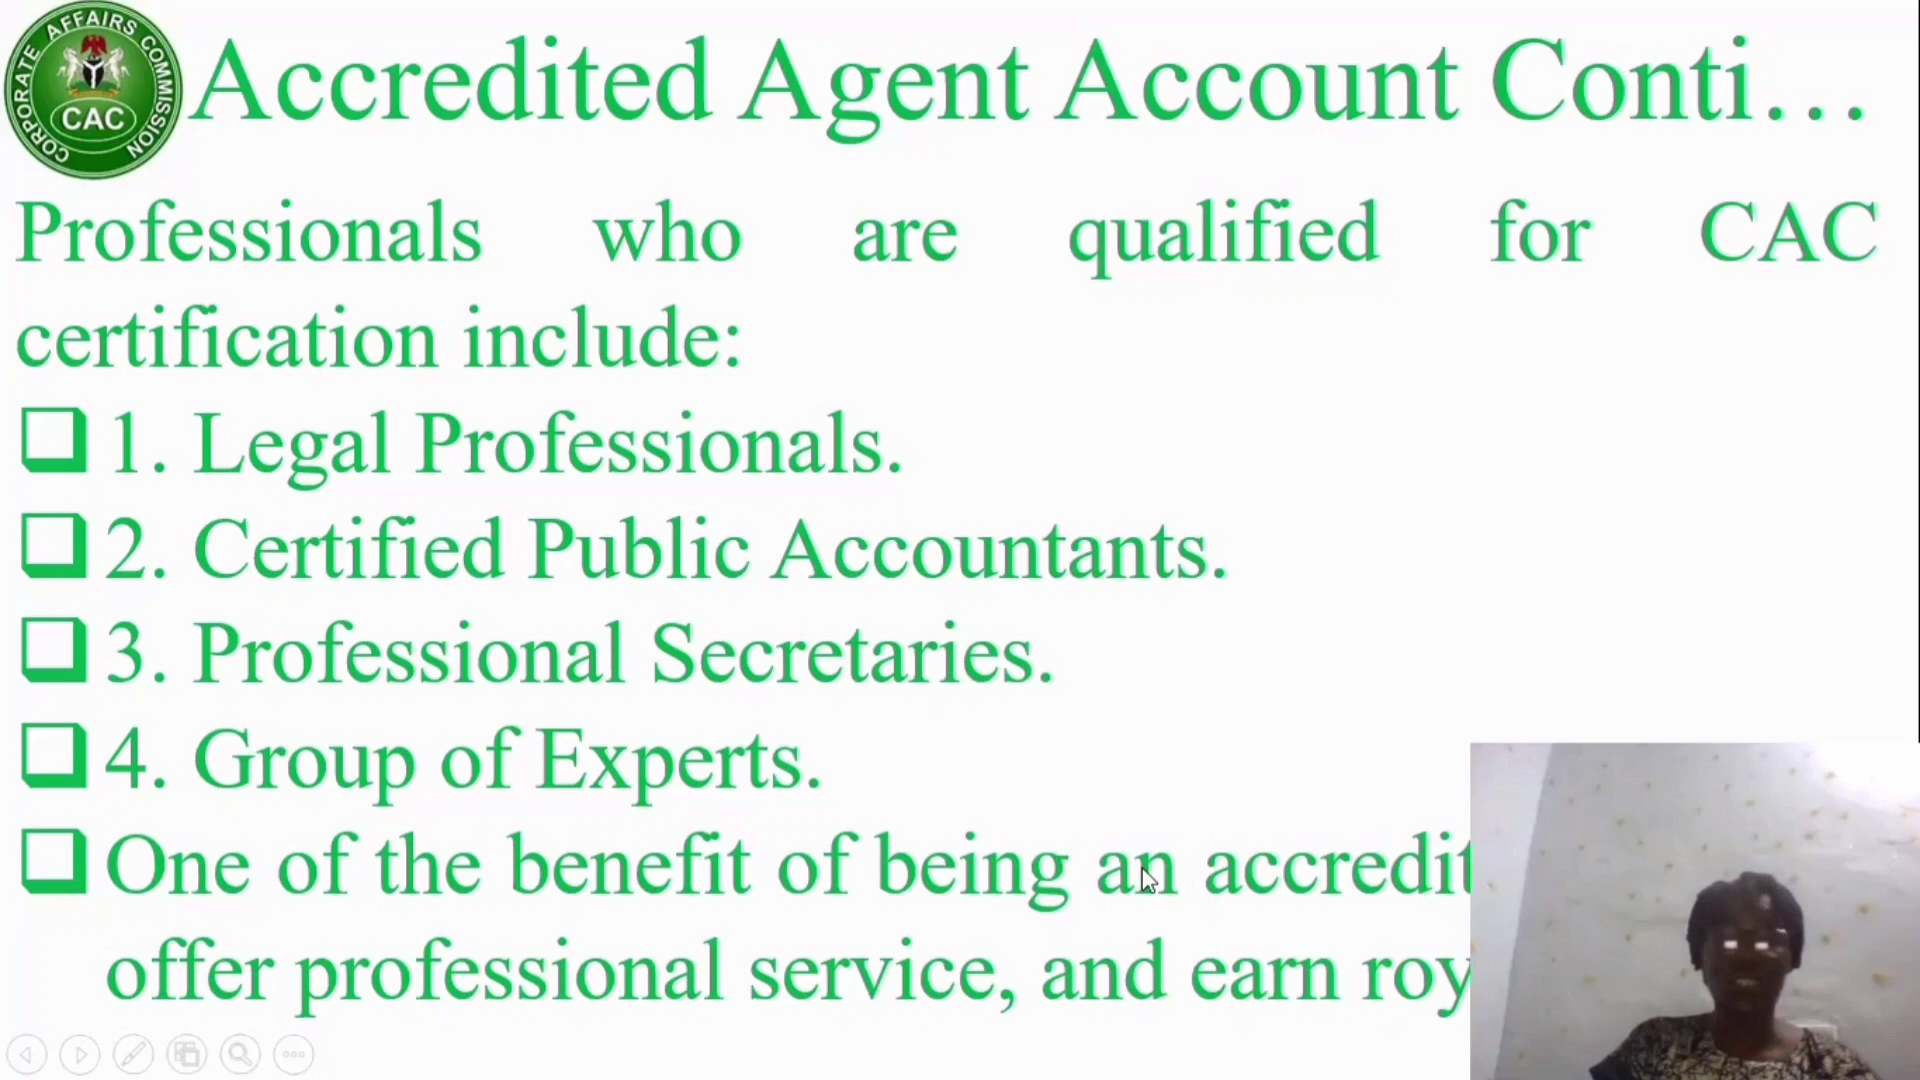 CORPORATE AFFAIRS COMMISSION
CAC
Accredited Agent Account Conti...
Professionals who are qualified for CAC
certification include:
1. Legal Professionals.
2. Certified Public Accountants.
3. Professional Secretaries.
4. Group of Experts.
One of the benefit of being an
offer professional service, and earn